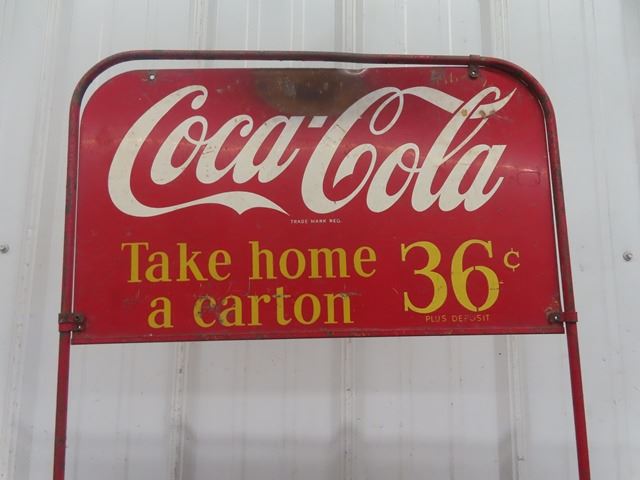 Coca-Cola
TRADE MARK REG.
Take home
a carton
36¢
PLUS DEPOSIT